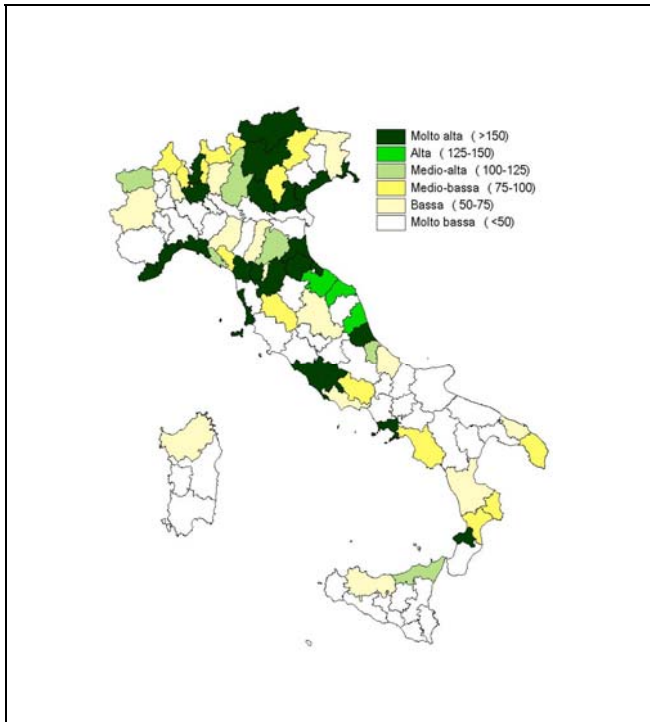 Molto alta ( >150)
Alta ( 125-150)
Medio-alta ( 100-125)
Medio-bassa ( 75-100)
Bassa ( 50-75)
Molto bassa ( <50)